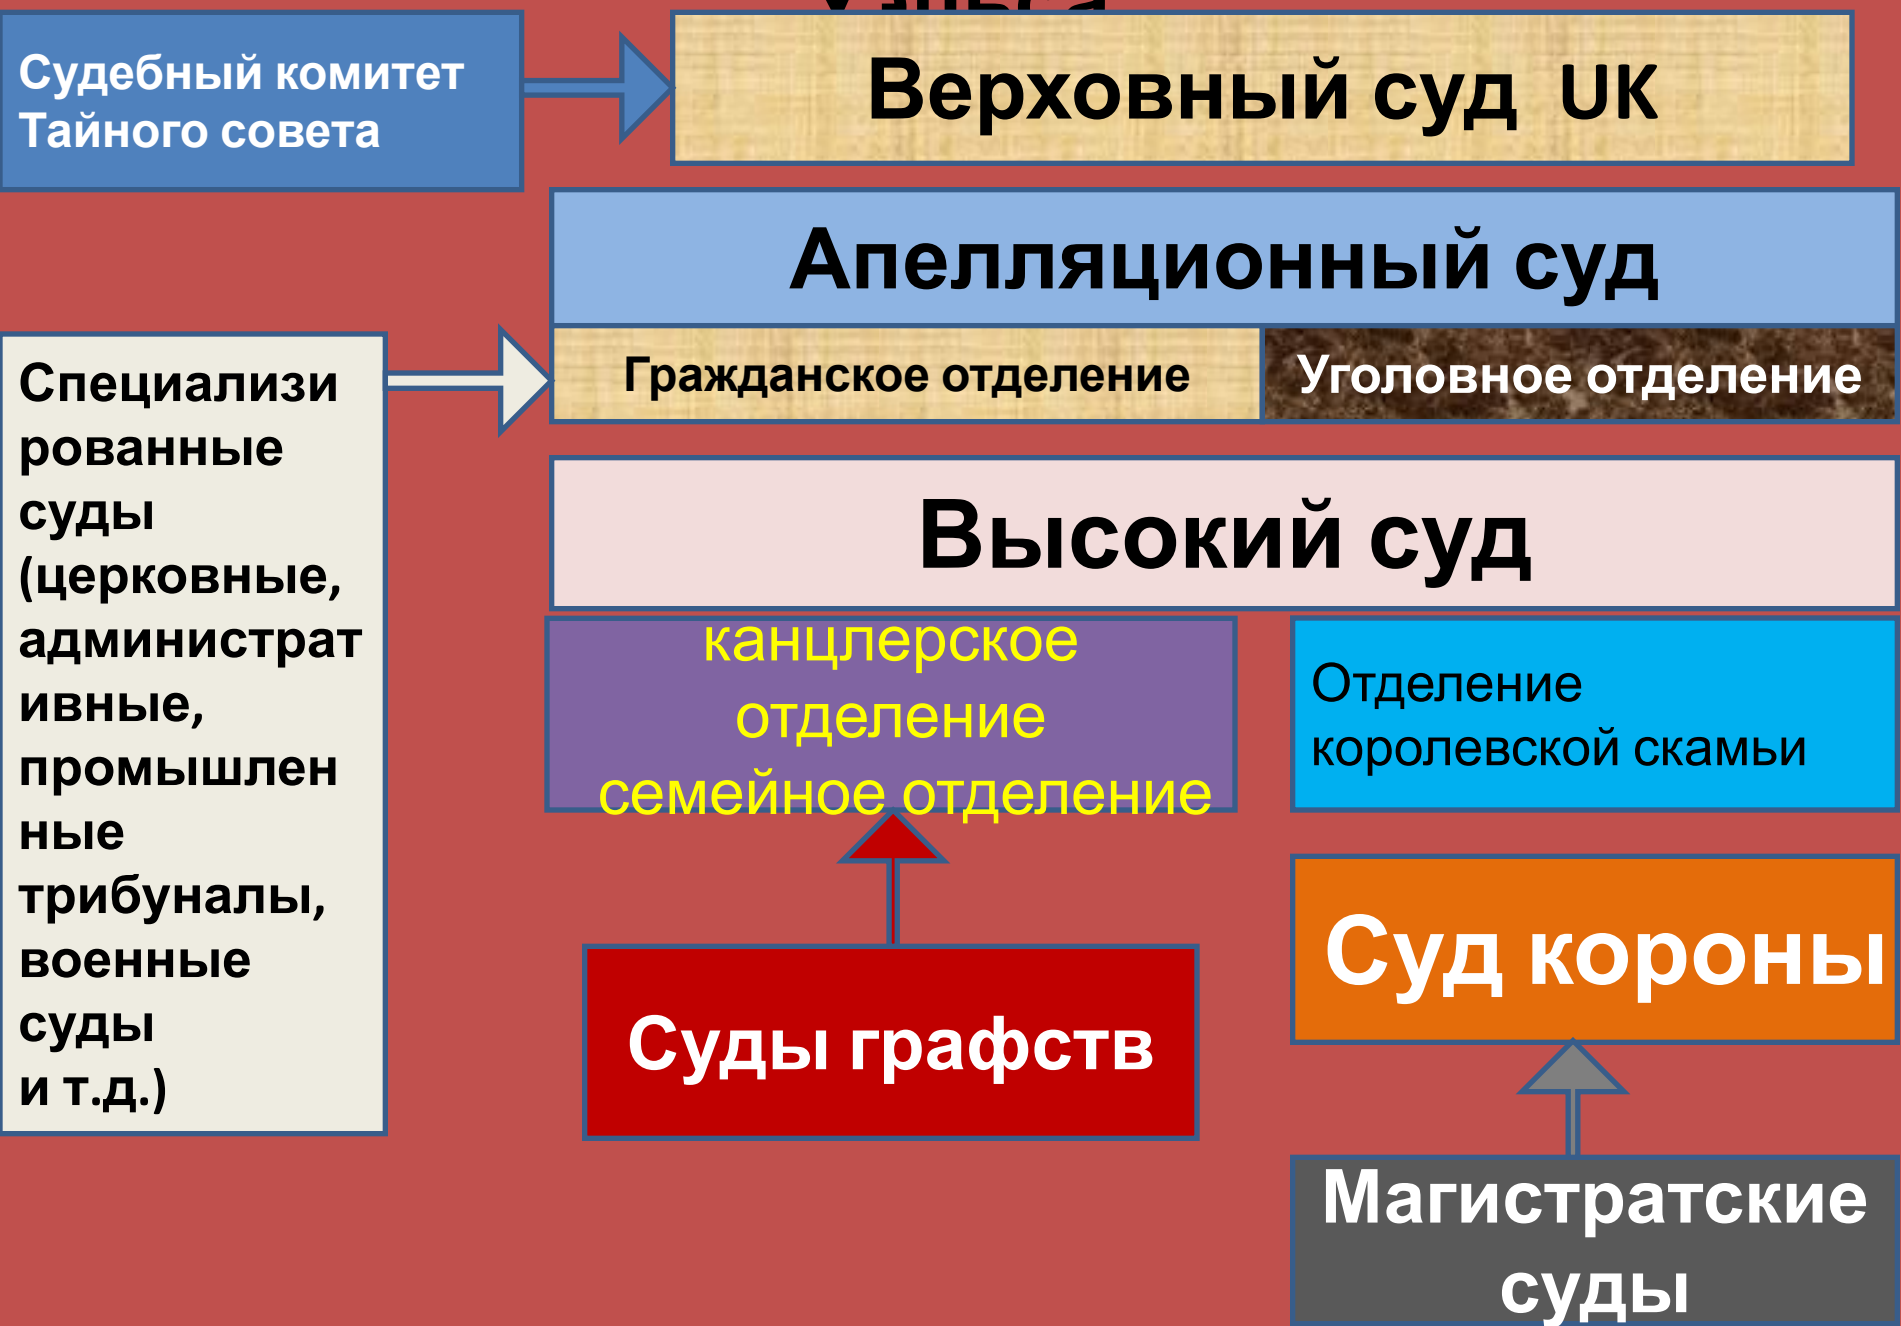 Уэльса
Судебный комитет
Тайного совета
Верховный суд UK
Апелляционный суд
Гражданское отделение
Уголовное отделение
Специализи
рованные
суды
(церковные,
административ
ивные,
промышлен
ные
трибуналы,
военные
суды
и т.д.)
Высокий суд
канцлерское
отделение
семейное отделение
Отделение
королевской скамьи
Суды графств
Суд короны
Магистратские
суды